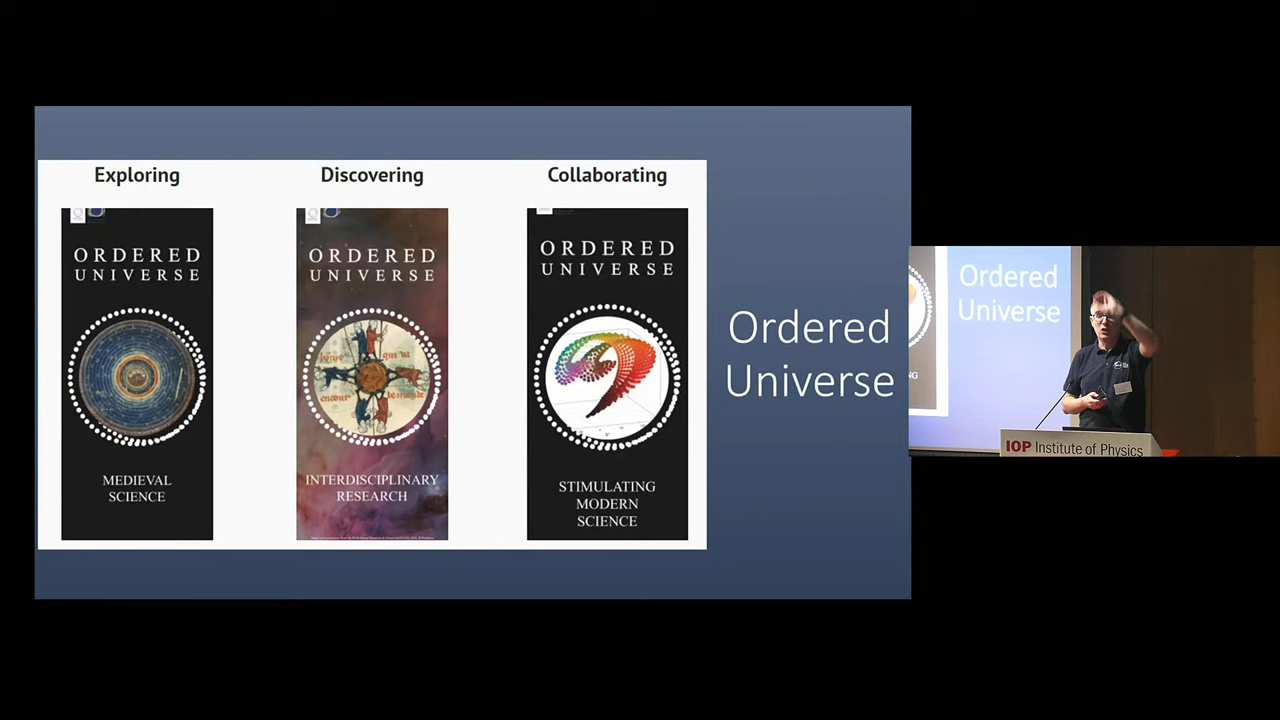 Exploring
Discovering
Collaborating
ORDERED
UNIVERSE
MEDIEVAL
SCIENCE
ORDERED
UNIVERSE
INTERDISCIPLINARY
RESEARCH
ORDERED
UNIVERSE
STIMULATING
MODERN
SCIENCE
Ordered
Universe
Ordered
Universe
IOP Institute of Physics